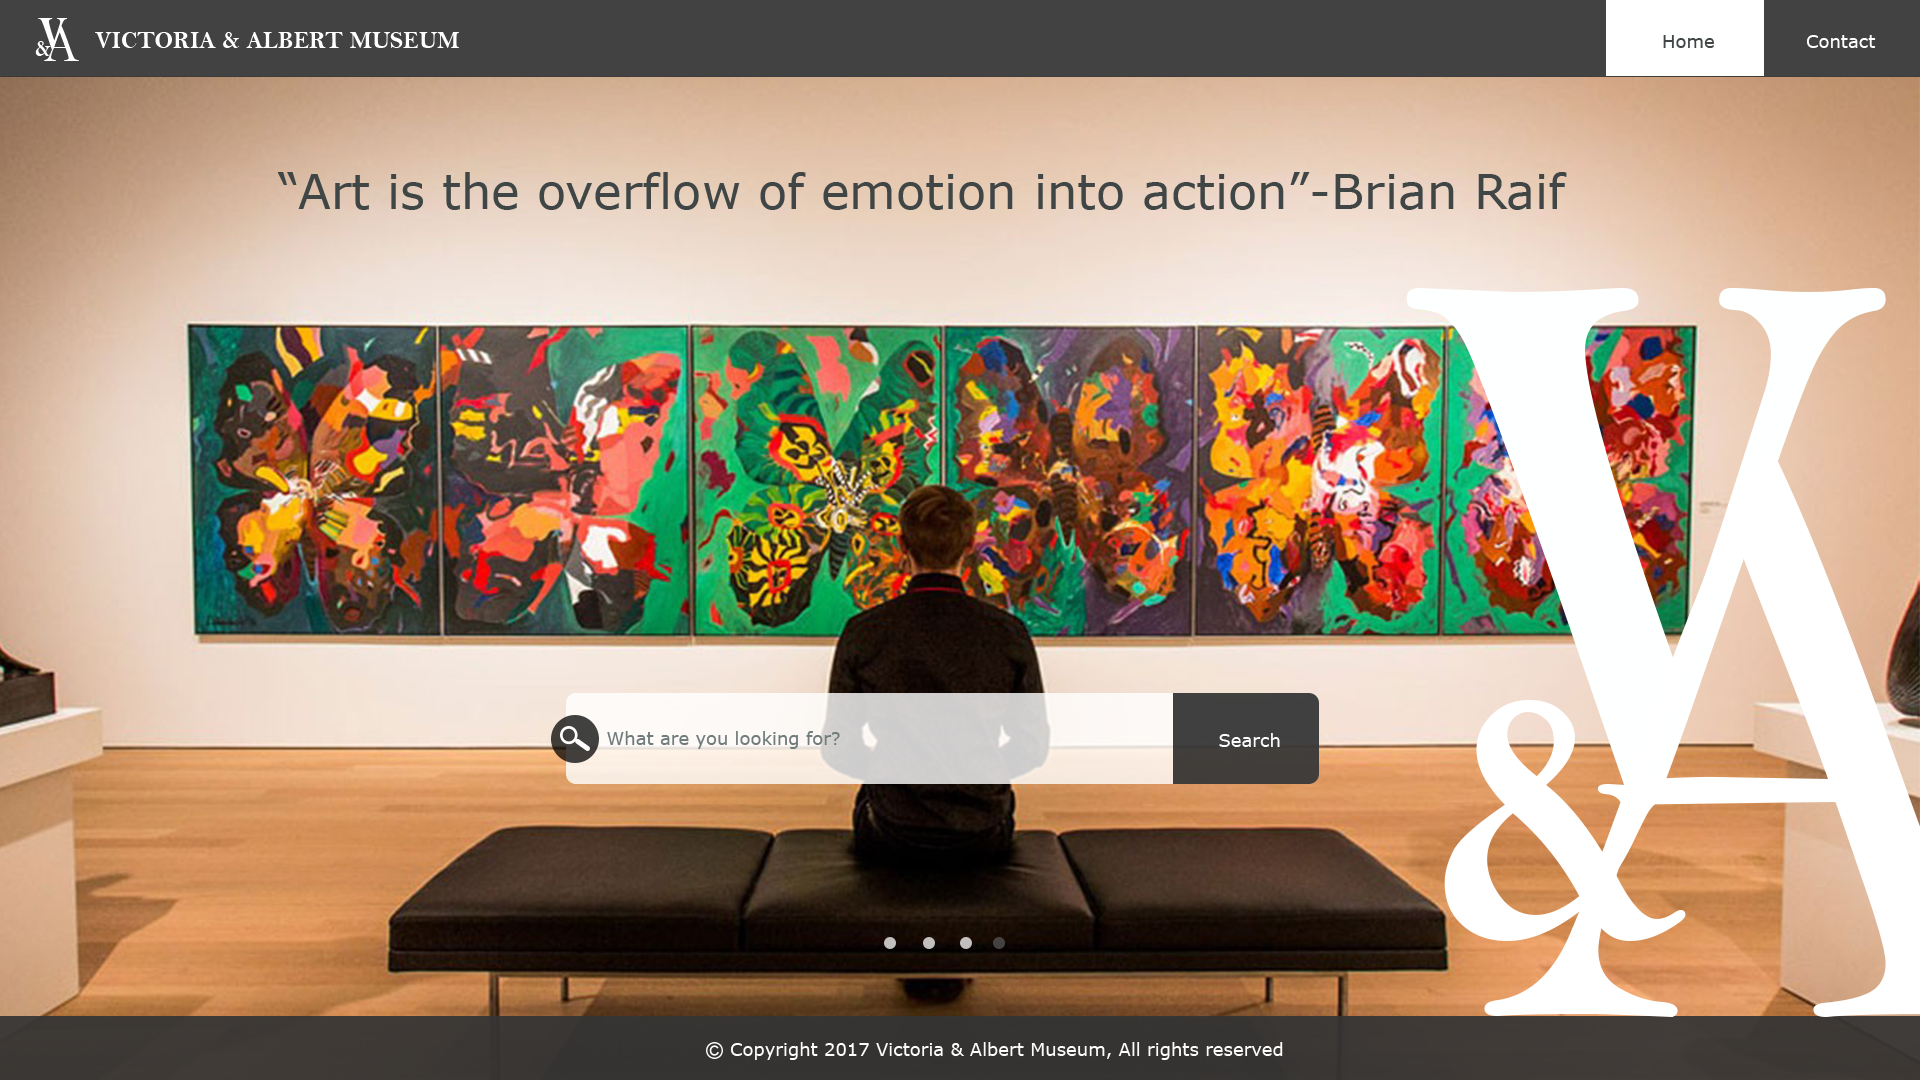 V&A VICTORIA & ALBERT MUSEUM
Home
Contact
“Art is the overflow of emotion into action”-Brian Raif
V&A
What are you looking for?
Search
© Copyright 2017 Victoria & Albert Museum, All rights reserved